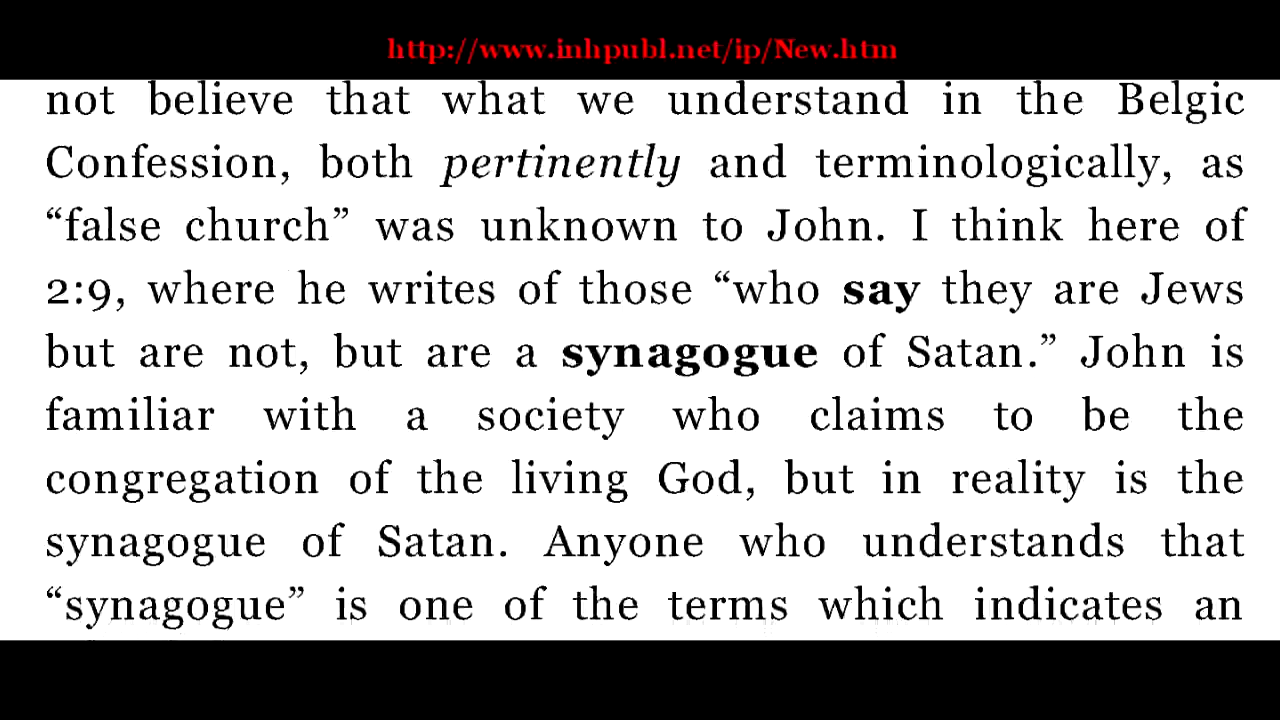 http://www.inhpubl.net/ip/New.htm
not believe that what we understand in the Belgic
Confession, both pertinently and terminologically, as
“false church” was unknown to John. I think here of
2:9, where he writes of those “who say they are Jews
but are not, but are a synagogue of Satan.” John is
familiar with a society who claims to be the
congregation of the living God, but in reality is the
synagogue of Satan. Anyone who understands that
“synagogue” is one of the terms which indicates an